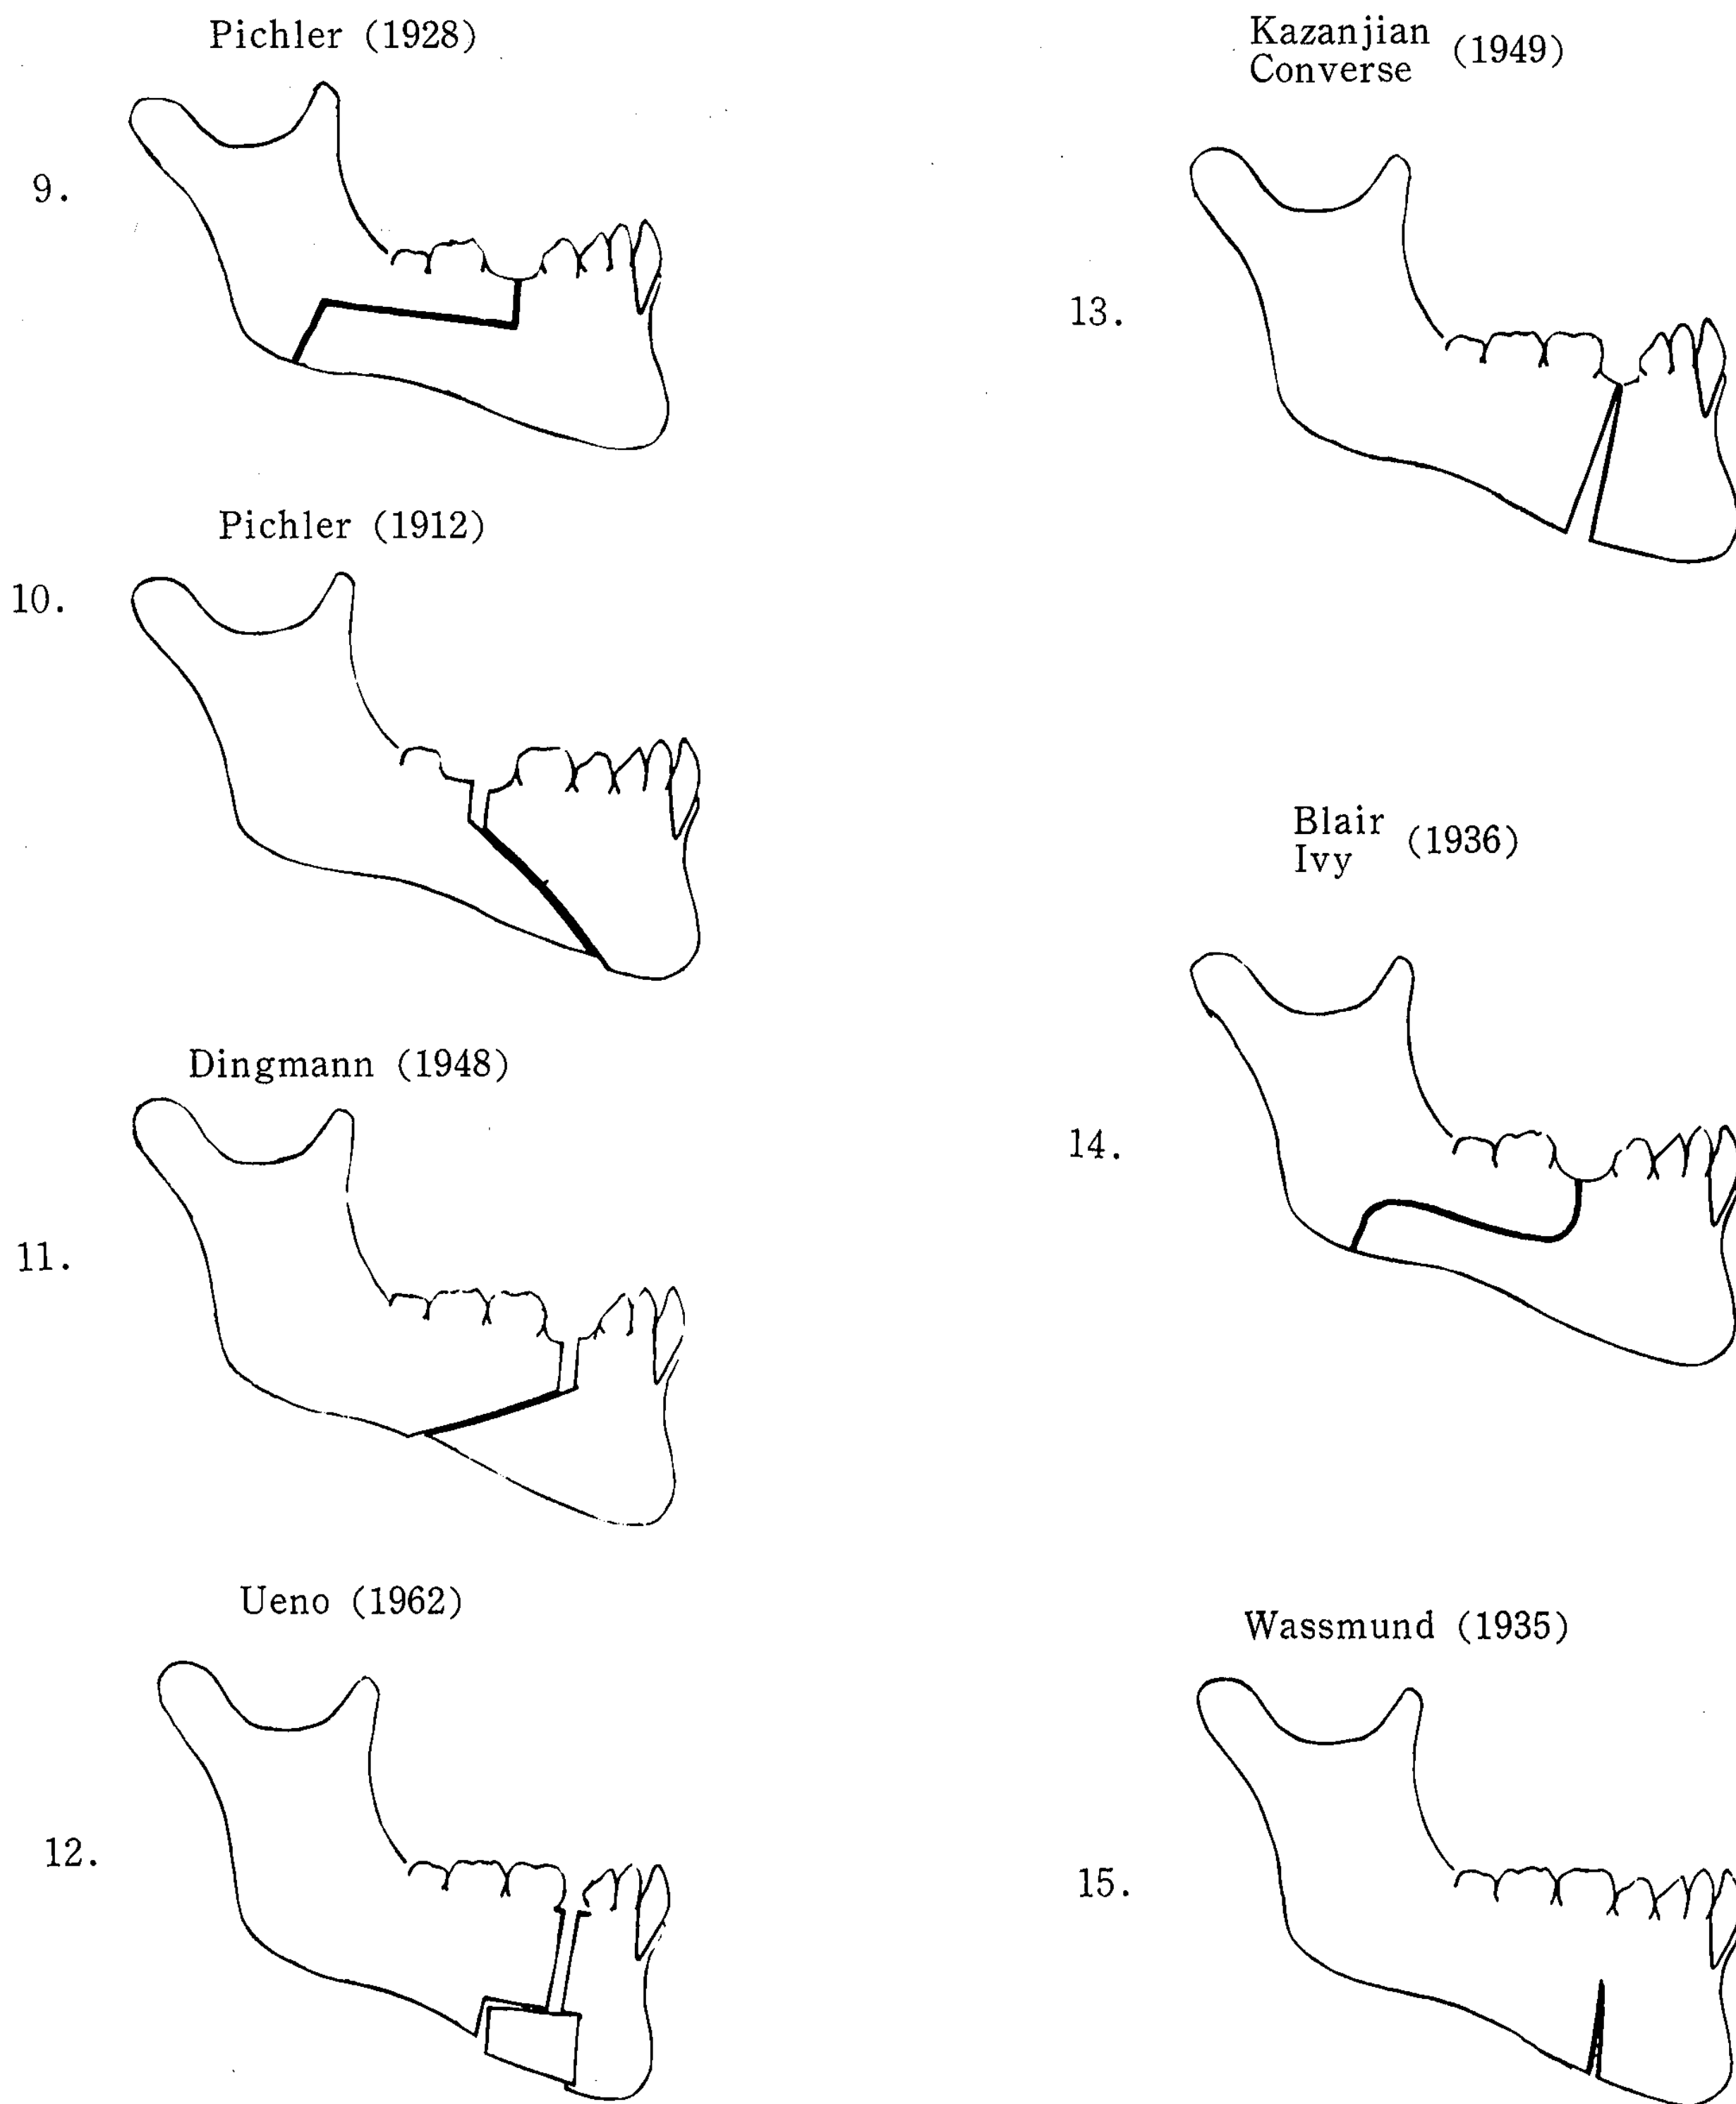 Pichler (1928)
9.
Pichler (1912)
10.
Dingmann (1948)
11.
Ueno (1962)
12.
Kazanjian
Converse (1949)
13.
Blair
Ivy (1936)
14.
Wassmund (1935)
15.